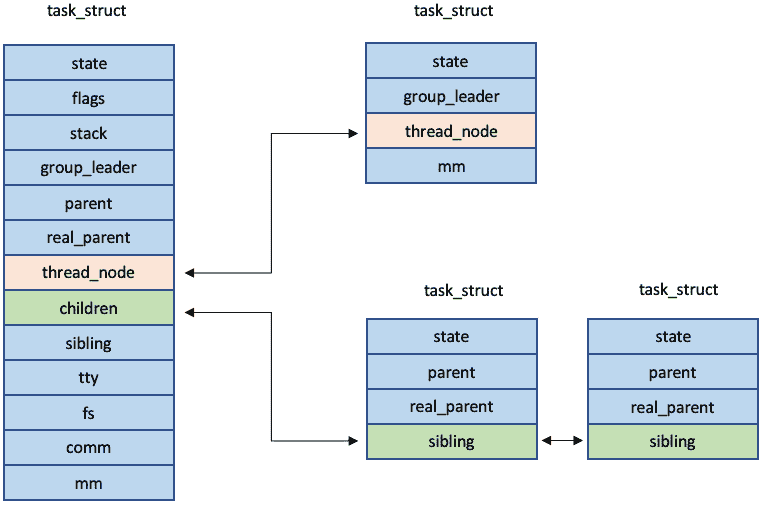 task_struct
state
flags
stack
group_leader
parent
real_parent
thread_node
children
sibling
tty
fs
comm
mm
task_struct
state
group_leader
thread_node
mm
task_struct
state
parent
real_parent
sibling
task_struct
state
parent
real_parent
sibling